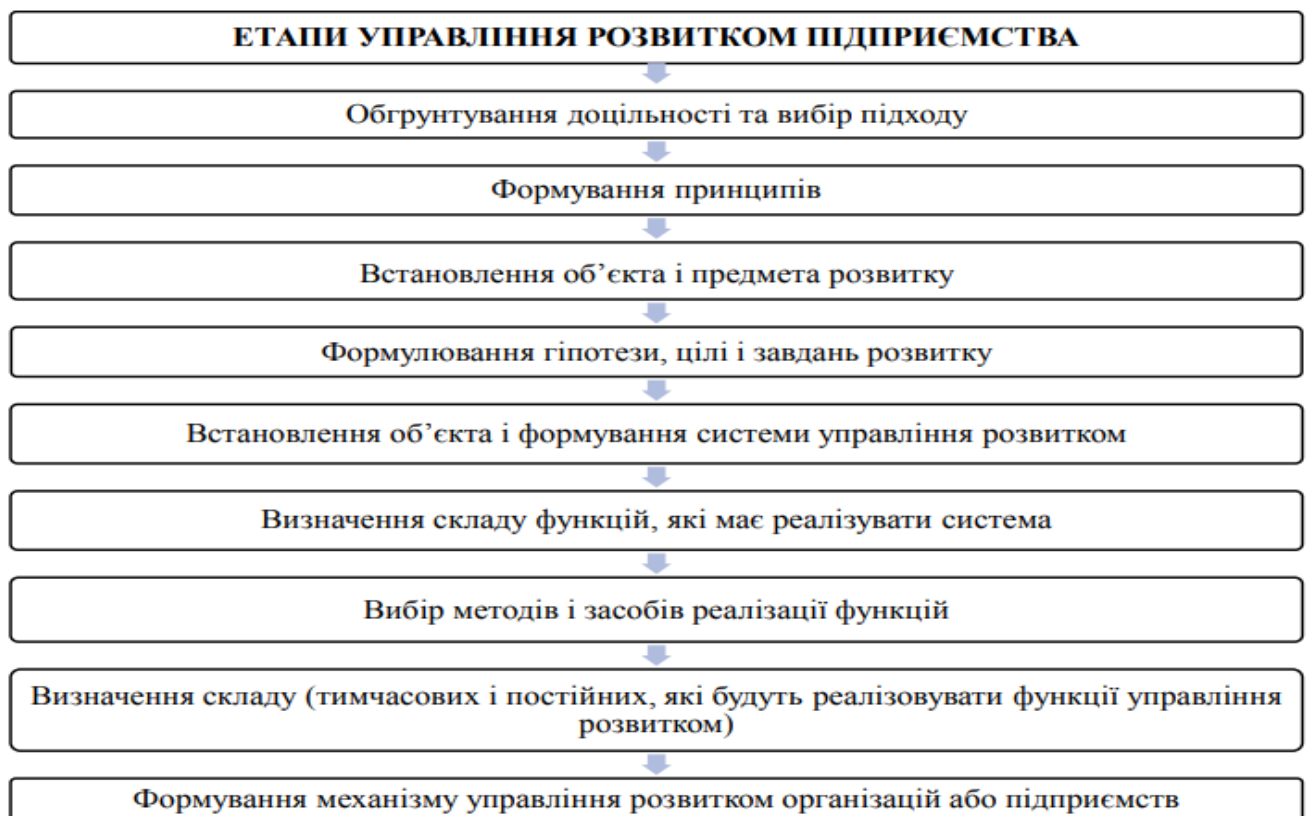 ЕТАПИ УПРАВЛІННЯ РОЗВИТКОМ ПІДПРИЄМСТВА
Обгрунтування доцільності та вибір підходу
Формування принципів
Встановлення об’єкта і предмета розвитку
Формулювання гіпотези, цілі і завдань розвитку
Встановлення об’єкта і формування системи управління розвитком
Визначення складу функцій, які має реалізувати система
Вибір методів і засобів реалізації функцій
Визначення складу (тимчасових і постійних, які будуть реалізовувати функції управління
розвитком)
Формування механізму управління розвитком організацій або підприємств